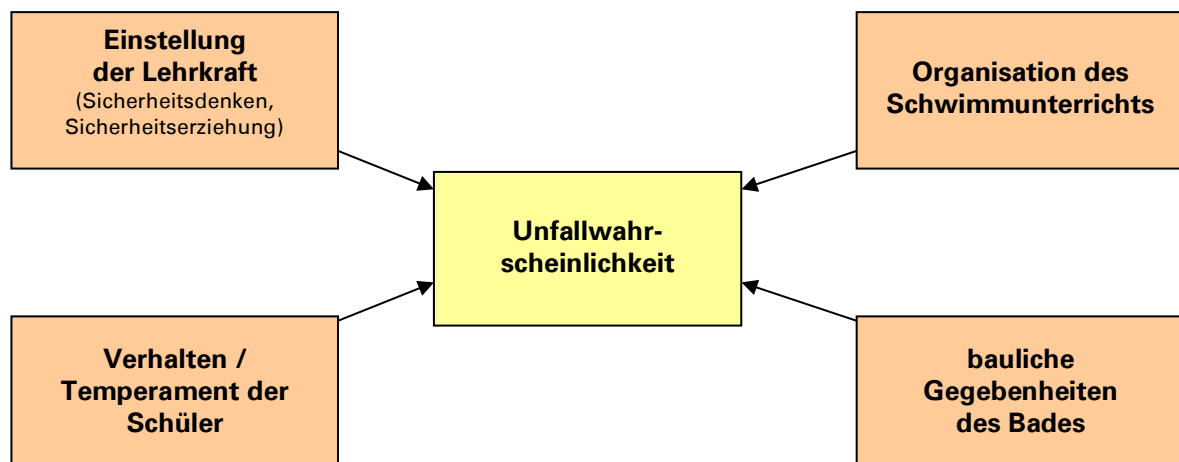 Einstellung
der Lehrkraft
(Sicherheitsdenken,
Sicherheitserziehung)
Organisation des
Schwimmunterrichts
Unfallwahr-
scheinlichkeit
Verhalten /
Temperament der
Schüler
bauliche
Gegebenheiten
des Bades